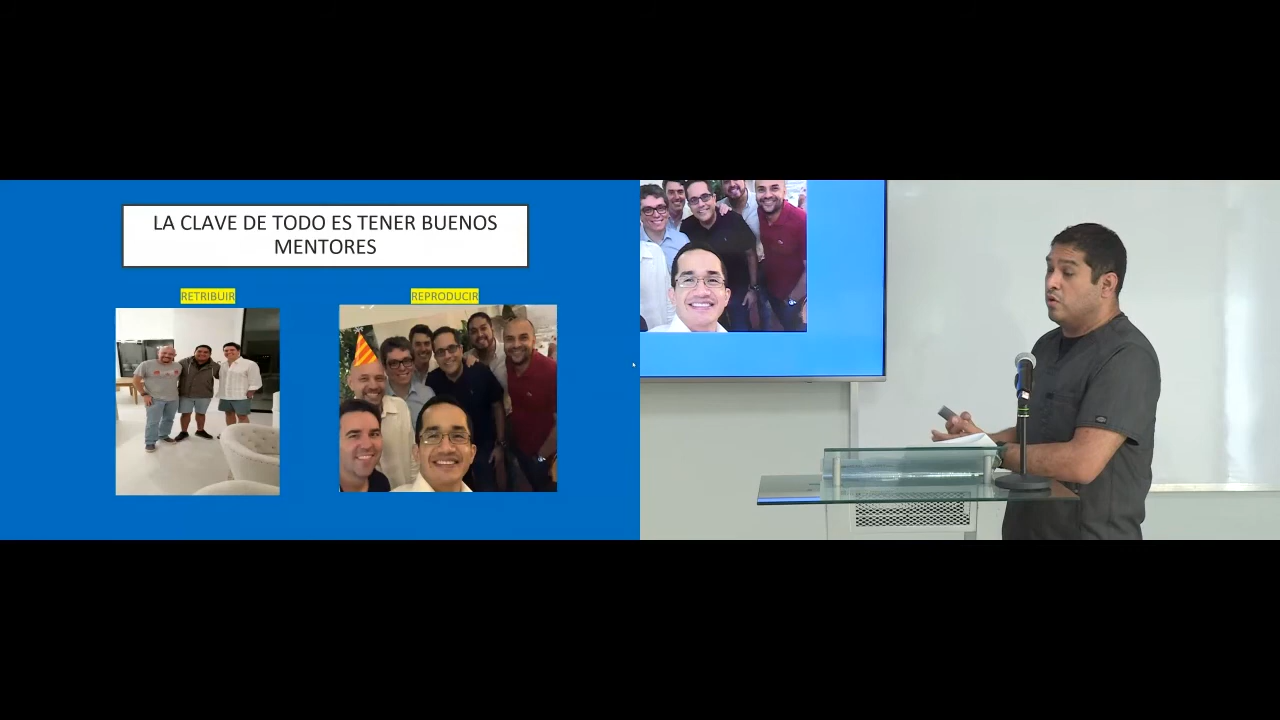 LA CLAVE DE TODO ES TENER BUENOS
MENTORES
RETRIBUIR
REPRODUCIR